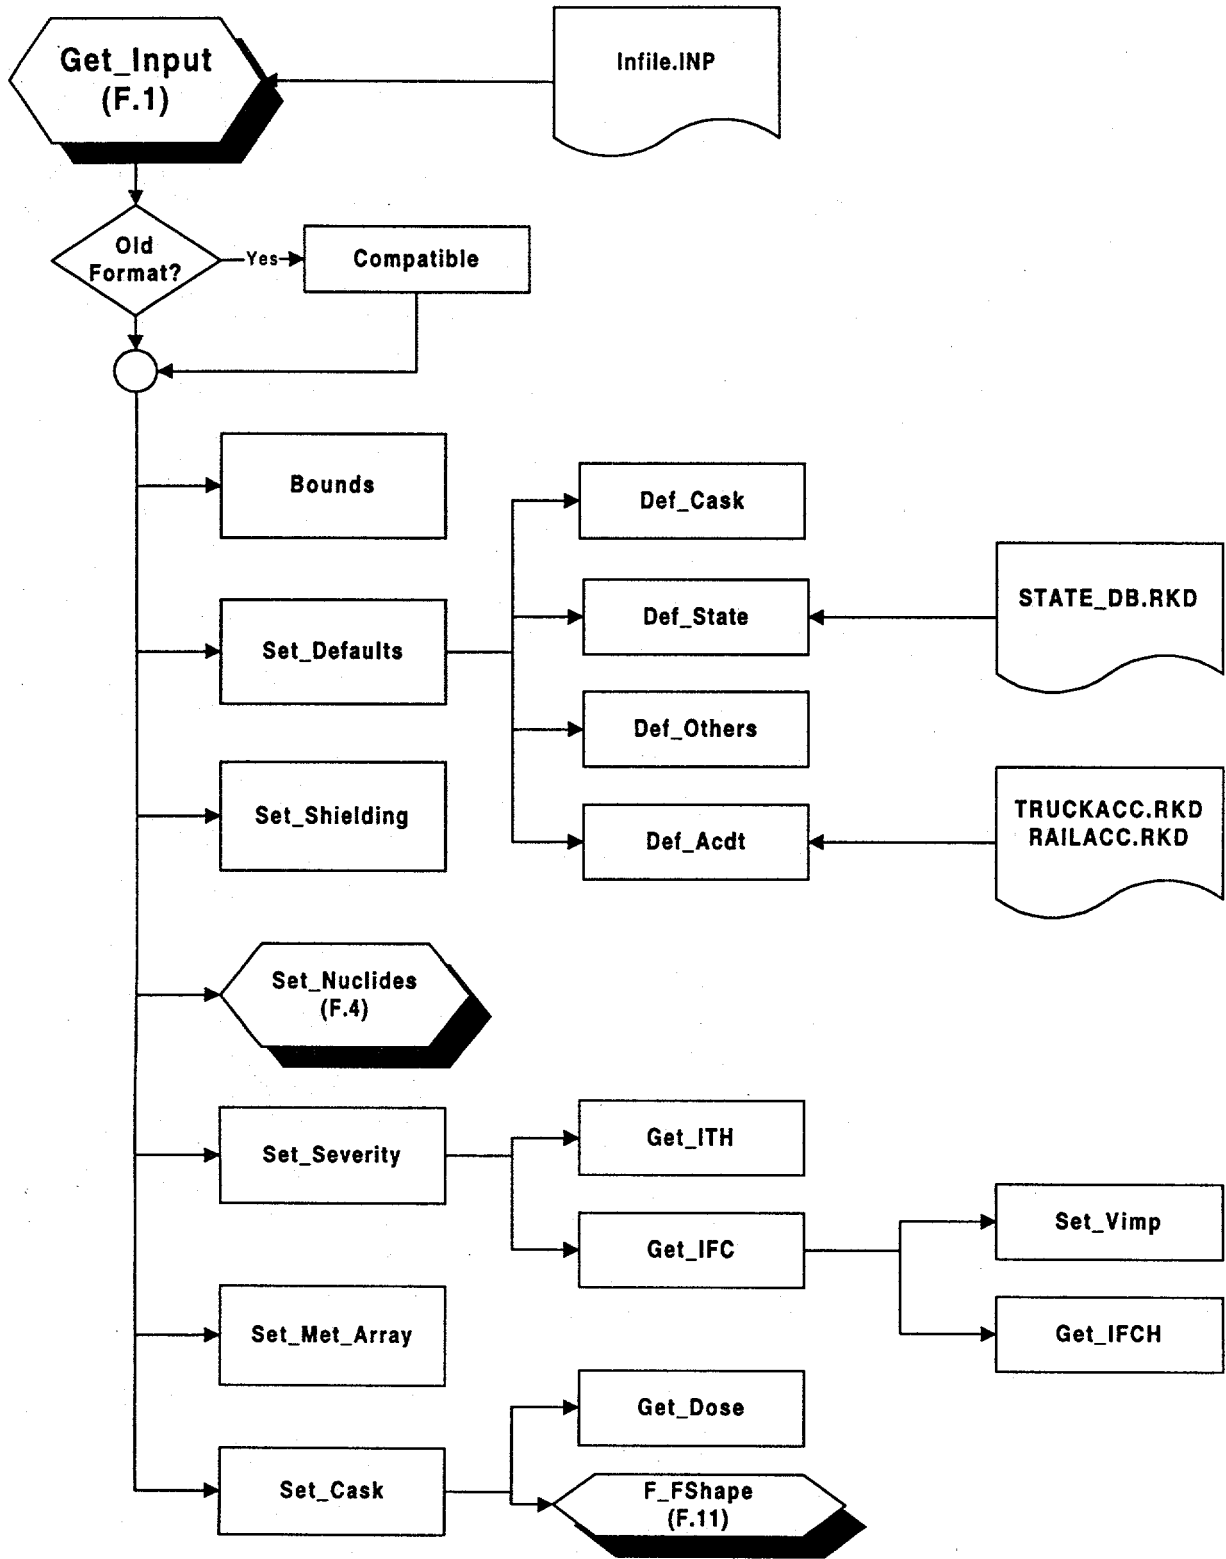 Get_Input
(F.1)
Infile.INP
Old
Format?
Yes
Compatible
Bounds
Def_Cask
STATE_DB.RKD
Def_State
Set_Defaults
Def_Others
TRUCKACC.RKD
RAILACC.RKD
Set_Shielding
Def_Acdt
Set_Nuclides
(F.4)
Get_ITH
Set_Severity
Set_Vimp
Get_IFC
Set_Met_Array
Get_IFCH
Get_Dose
Set_Cask
F_FShape
(F.11)